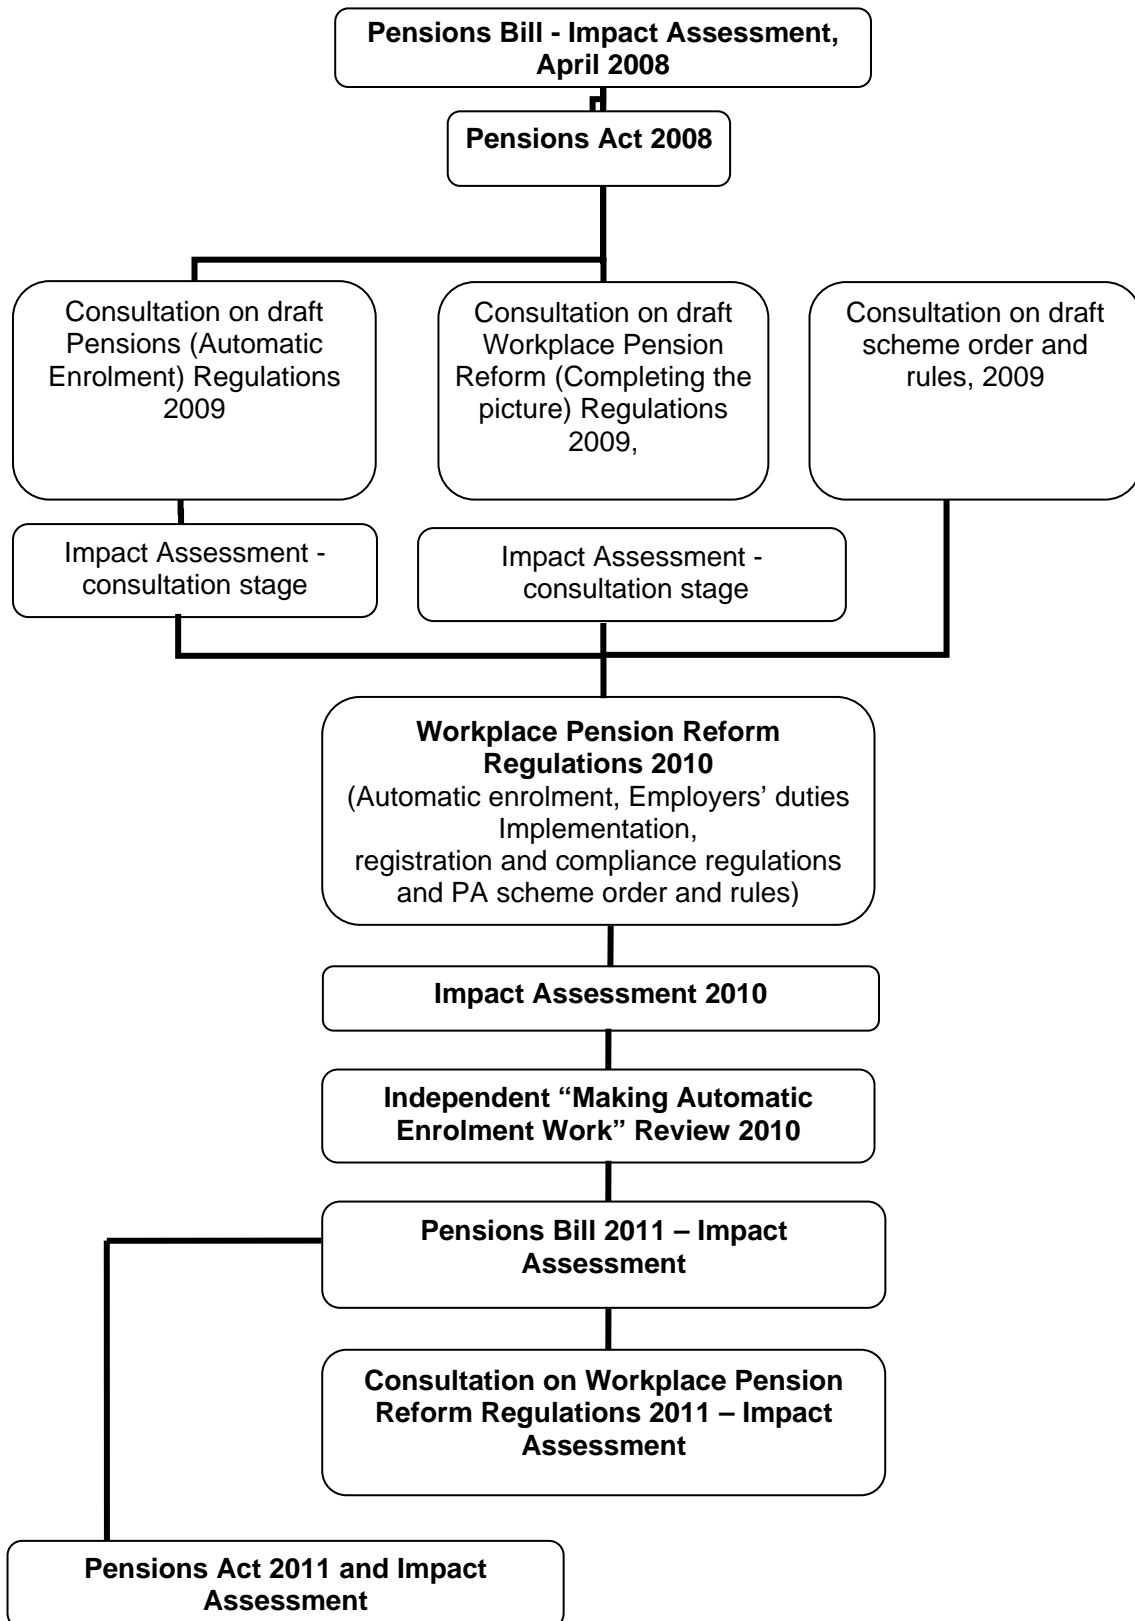 Pensions Bill - Impact Assessment,
April 2008
Pensions Act 2008
Consultation on draft
Pensions (Automatic
Enrolment) Regulations
2009
Consultation on draft
Workplace Pension
Reform (Completing the
picture) Regulations
2009,
Consultation on draft
scheme order and
rules, 2009
Impact Assessment -
consultation stage
Impact Assessment -
consultation stage
Workplace Pension Reform
Regulations 2010
(Automatic enrolment, Employers’ duties
Implementation,
registration and compliance regulations
and PA scheme order and rules)
Impact Assessment 2010
Independent “Making Automatic
Enrolment Work” Review 2010
Pensions Bill 2011 – Impact
Assessment
Consultation on Workplace Pension
Reform Regulations 2011 – Impact
Assessment
Pensions Act 2011 and Impact
Assessment